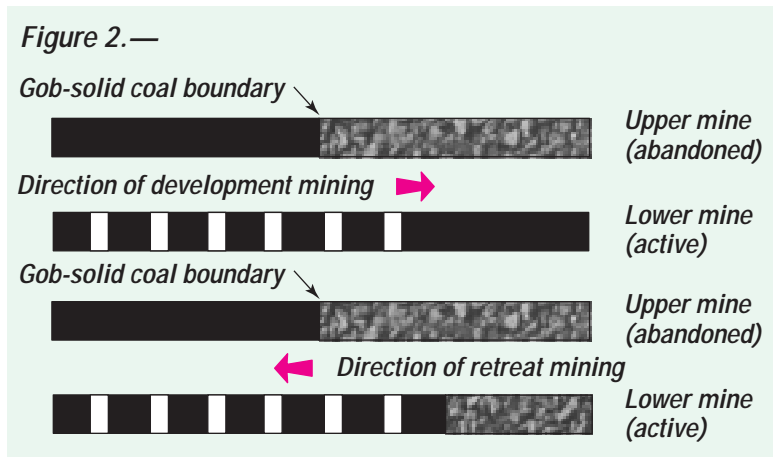 Figure 2.—
Gob-solid coal boundary
Upper mine
(abandoned)
Direction of development mining
Lower mine
(active)
Gob-solid coal boundary
Upper mine
(abandoned)
Direction of retreat mining
Lower mine
(active)